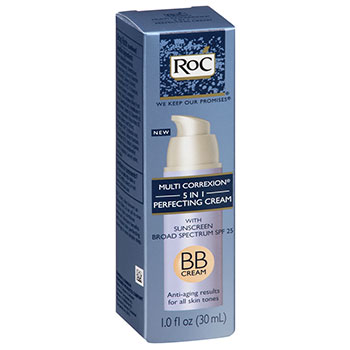 RoC®
WE KEEP OUR PROMISES®
NEW
MULTI CORREXION®
5 IN 1
PERFECTING CREAM
WITH
SUNSCREEN
BROAD SPECTRUM SPF 25
BB
CREAM
Anti-aging results
for all skin tones
1.0 fl oz (30 mL)